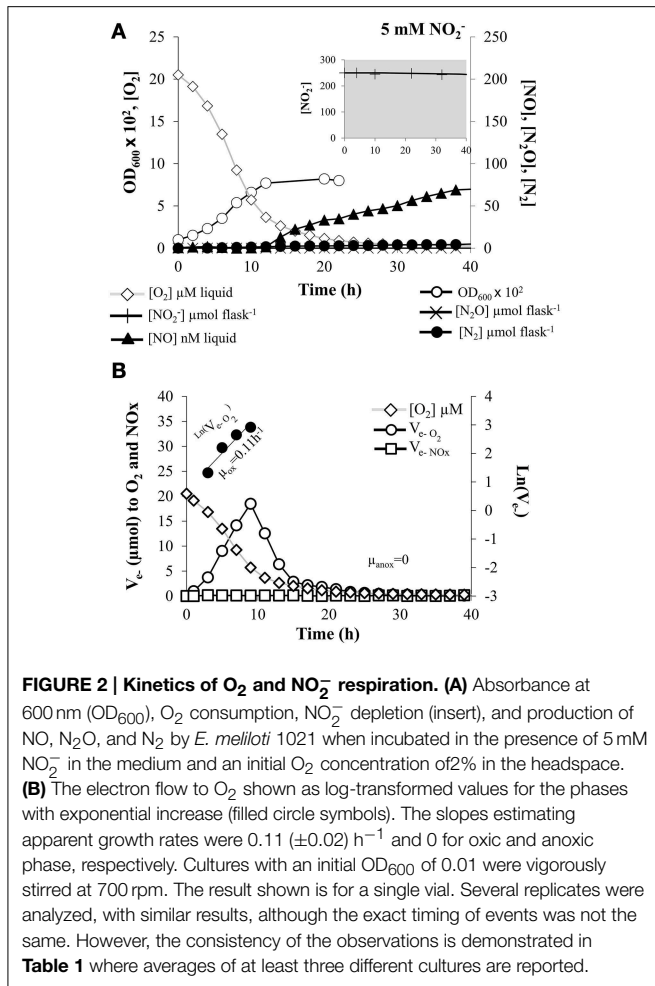 A
5 mM NO₂⁻
25
20
15
10
5
0
OD₆₀₀ x 10², [O₂]
250
200
150
100
50
0
[NO], [N₂O], [N₂]
300
200
100
0
[NO₂⁻]
0 10 20 30 40
0 10 20 30 40
Time (h)
[O₂] µM liquid
[NO₂⁻] µmol flask⁻¹
[NO] nM liquid
OD₆₀₀ x 10²
[N₂O] µmol flask⁻¹
[N₂] µmol flask⁻¹
B
40
35
30
25
20
15
10
5
0
Vₑ₋ (µmol) to O₂ and NOx
4
3
2
1
0
-1
-2
-3
Ln(Vₑ-)
Ln(Vₑ-O₂)
µₒₓ=0.11h⁻¹
[O₂] µM
Vₑ- O₂
Vₑ- NOx
µₐₙₒₓ=0
0 10 20 30 40
Time (h)
FIGURE 2 | Kinetics of O₂ and NO₂⁻ respiration. (A) Absorbance at
600 nm (OD₆₀₀), O₂ consumption, NO₂⁻ depletion (insert), and production of
NO, N₂O, and N₂ by E. meliloti 1021 when incubated in the presence of 5 mM
NO₂⁻ in the medium and an initial O₂ concentration of2% in the headspace.
(B) The electron flow to O₂ shown as log-transformed values for the phases
with exponential increase (filled circle symbols). The slopes estimating
apparent growth rates were 0.11 (±0.02) h⁻¹ and 0 for oxic and anoxic
phase, respectively. Cultures with an initial OD₆₀₀ of 0.01 were vigorously
stirred at 700 rpm. The result shown is for a single vial. Several replicates were
analyzed, with similar results, although the exact timing of events was not the
same. However, the consistency of the observations is demonstrated in
Table 1 where averages of at least three different cultures are reported.